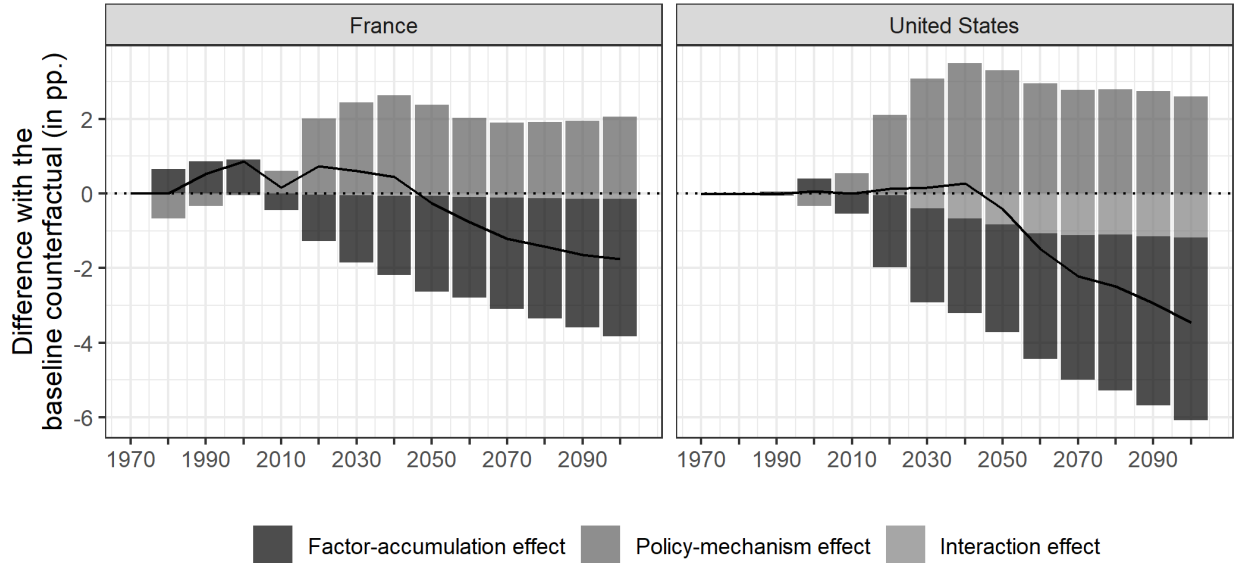 France
United States
Difference with the
baseline counterfactual (in pp.)
2
0
-2
-4
-6
1970 1990 2010 2030 2050 2070 2090
1970 1990 2010 2030 2050 2070 2090
Factor-accumulation effect
Policy-mechanism effect
Interaction effect